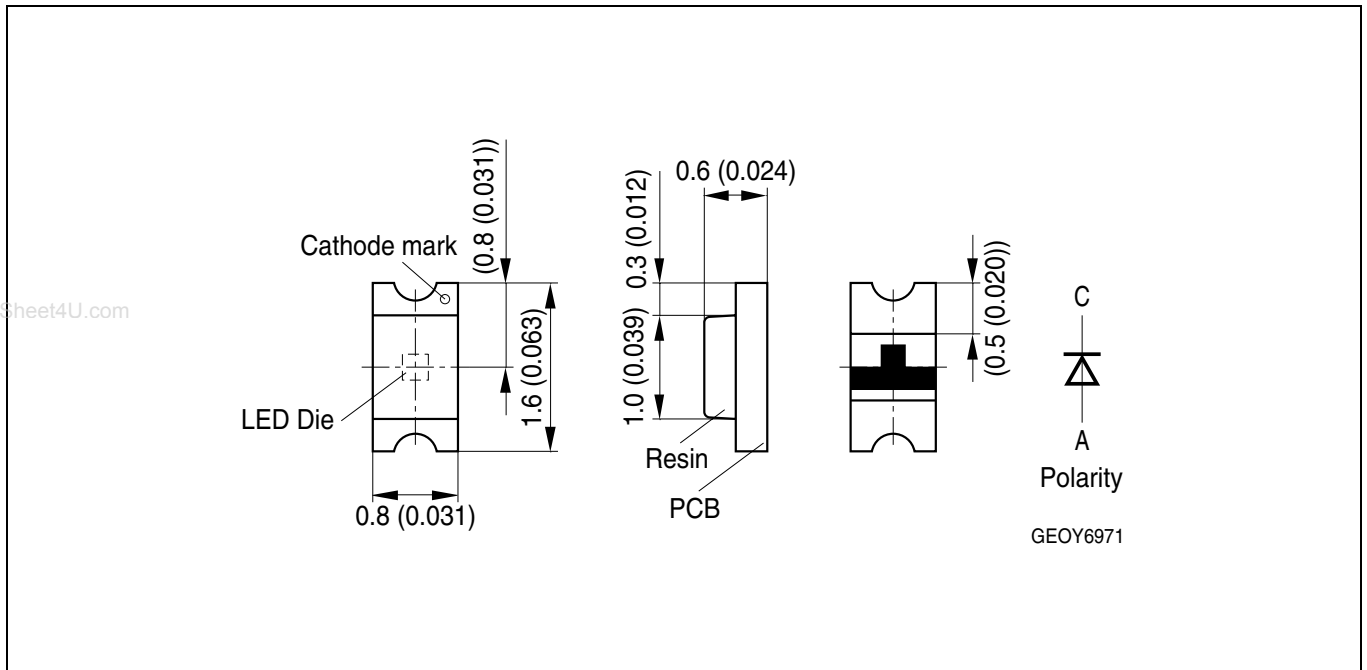 (0.8 (0.031))
Cathode mark
LED Die
1.6 (0.063)
0.8 (0.031)
0.6 (0.024)
0.3 (0.012)
1.0 (0.039)
Resin
PCB
(0.5 (0.020))
C
A
Polarity
GEOY6971
Sheet4U.com